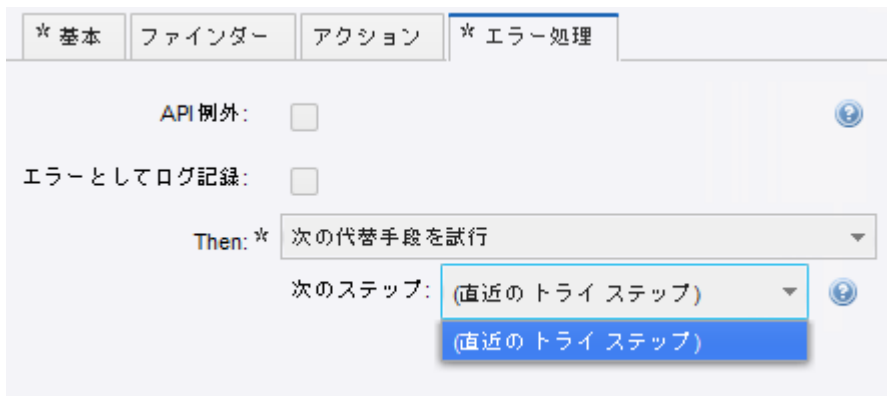 * 基本 ファインダー アクション * エラー処理
API例外:
エラーとしてログ記録:
Then: * 次の代替手段を試行
次のステップ: (直近の トライ ステップ)
(直近の トライ ステップ)